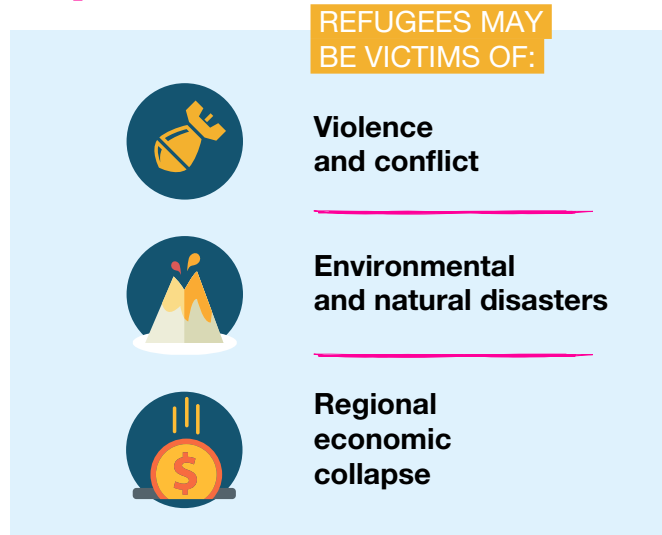 REFUGEES MAY
BE VICTIMS OF:
Violence
and conflict
Environmental
and natural disasters
Regional
economic
collapse
$